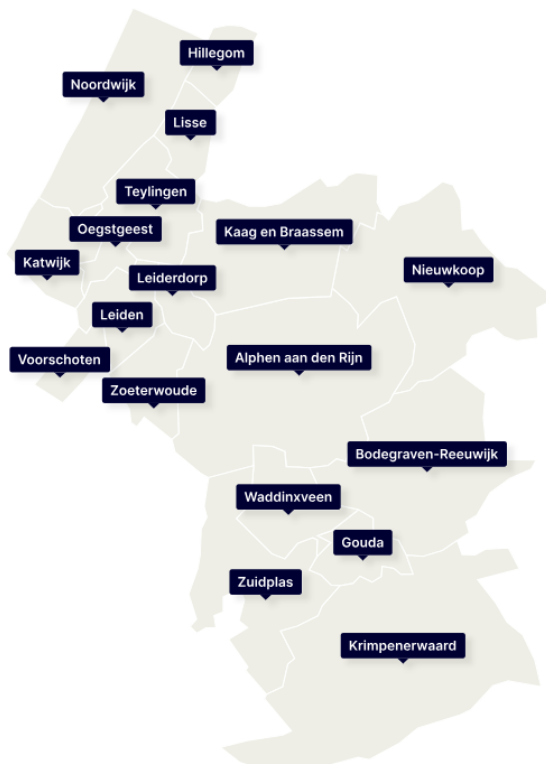 Hillegom
Noordwijk
Lisse
Teylingen
Oegstgeest
Kaag en Braassem
Katwijk
Nieuwkoop
Leiderdorp
Leiden
Voorschoten
Alphen aan den Rijn
Zoeterwoude
Bodegraven-Reeuwijk
Waddinxveen
Gouda
Zuidplas
Krimpenerwaard